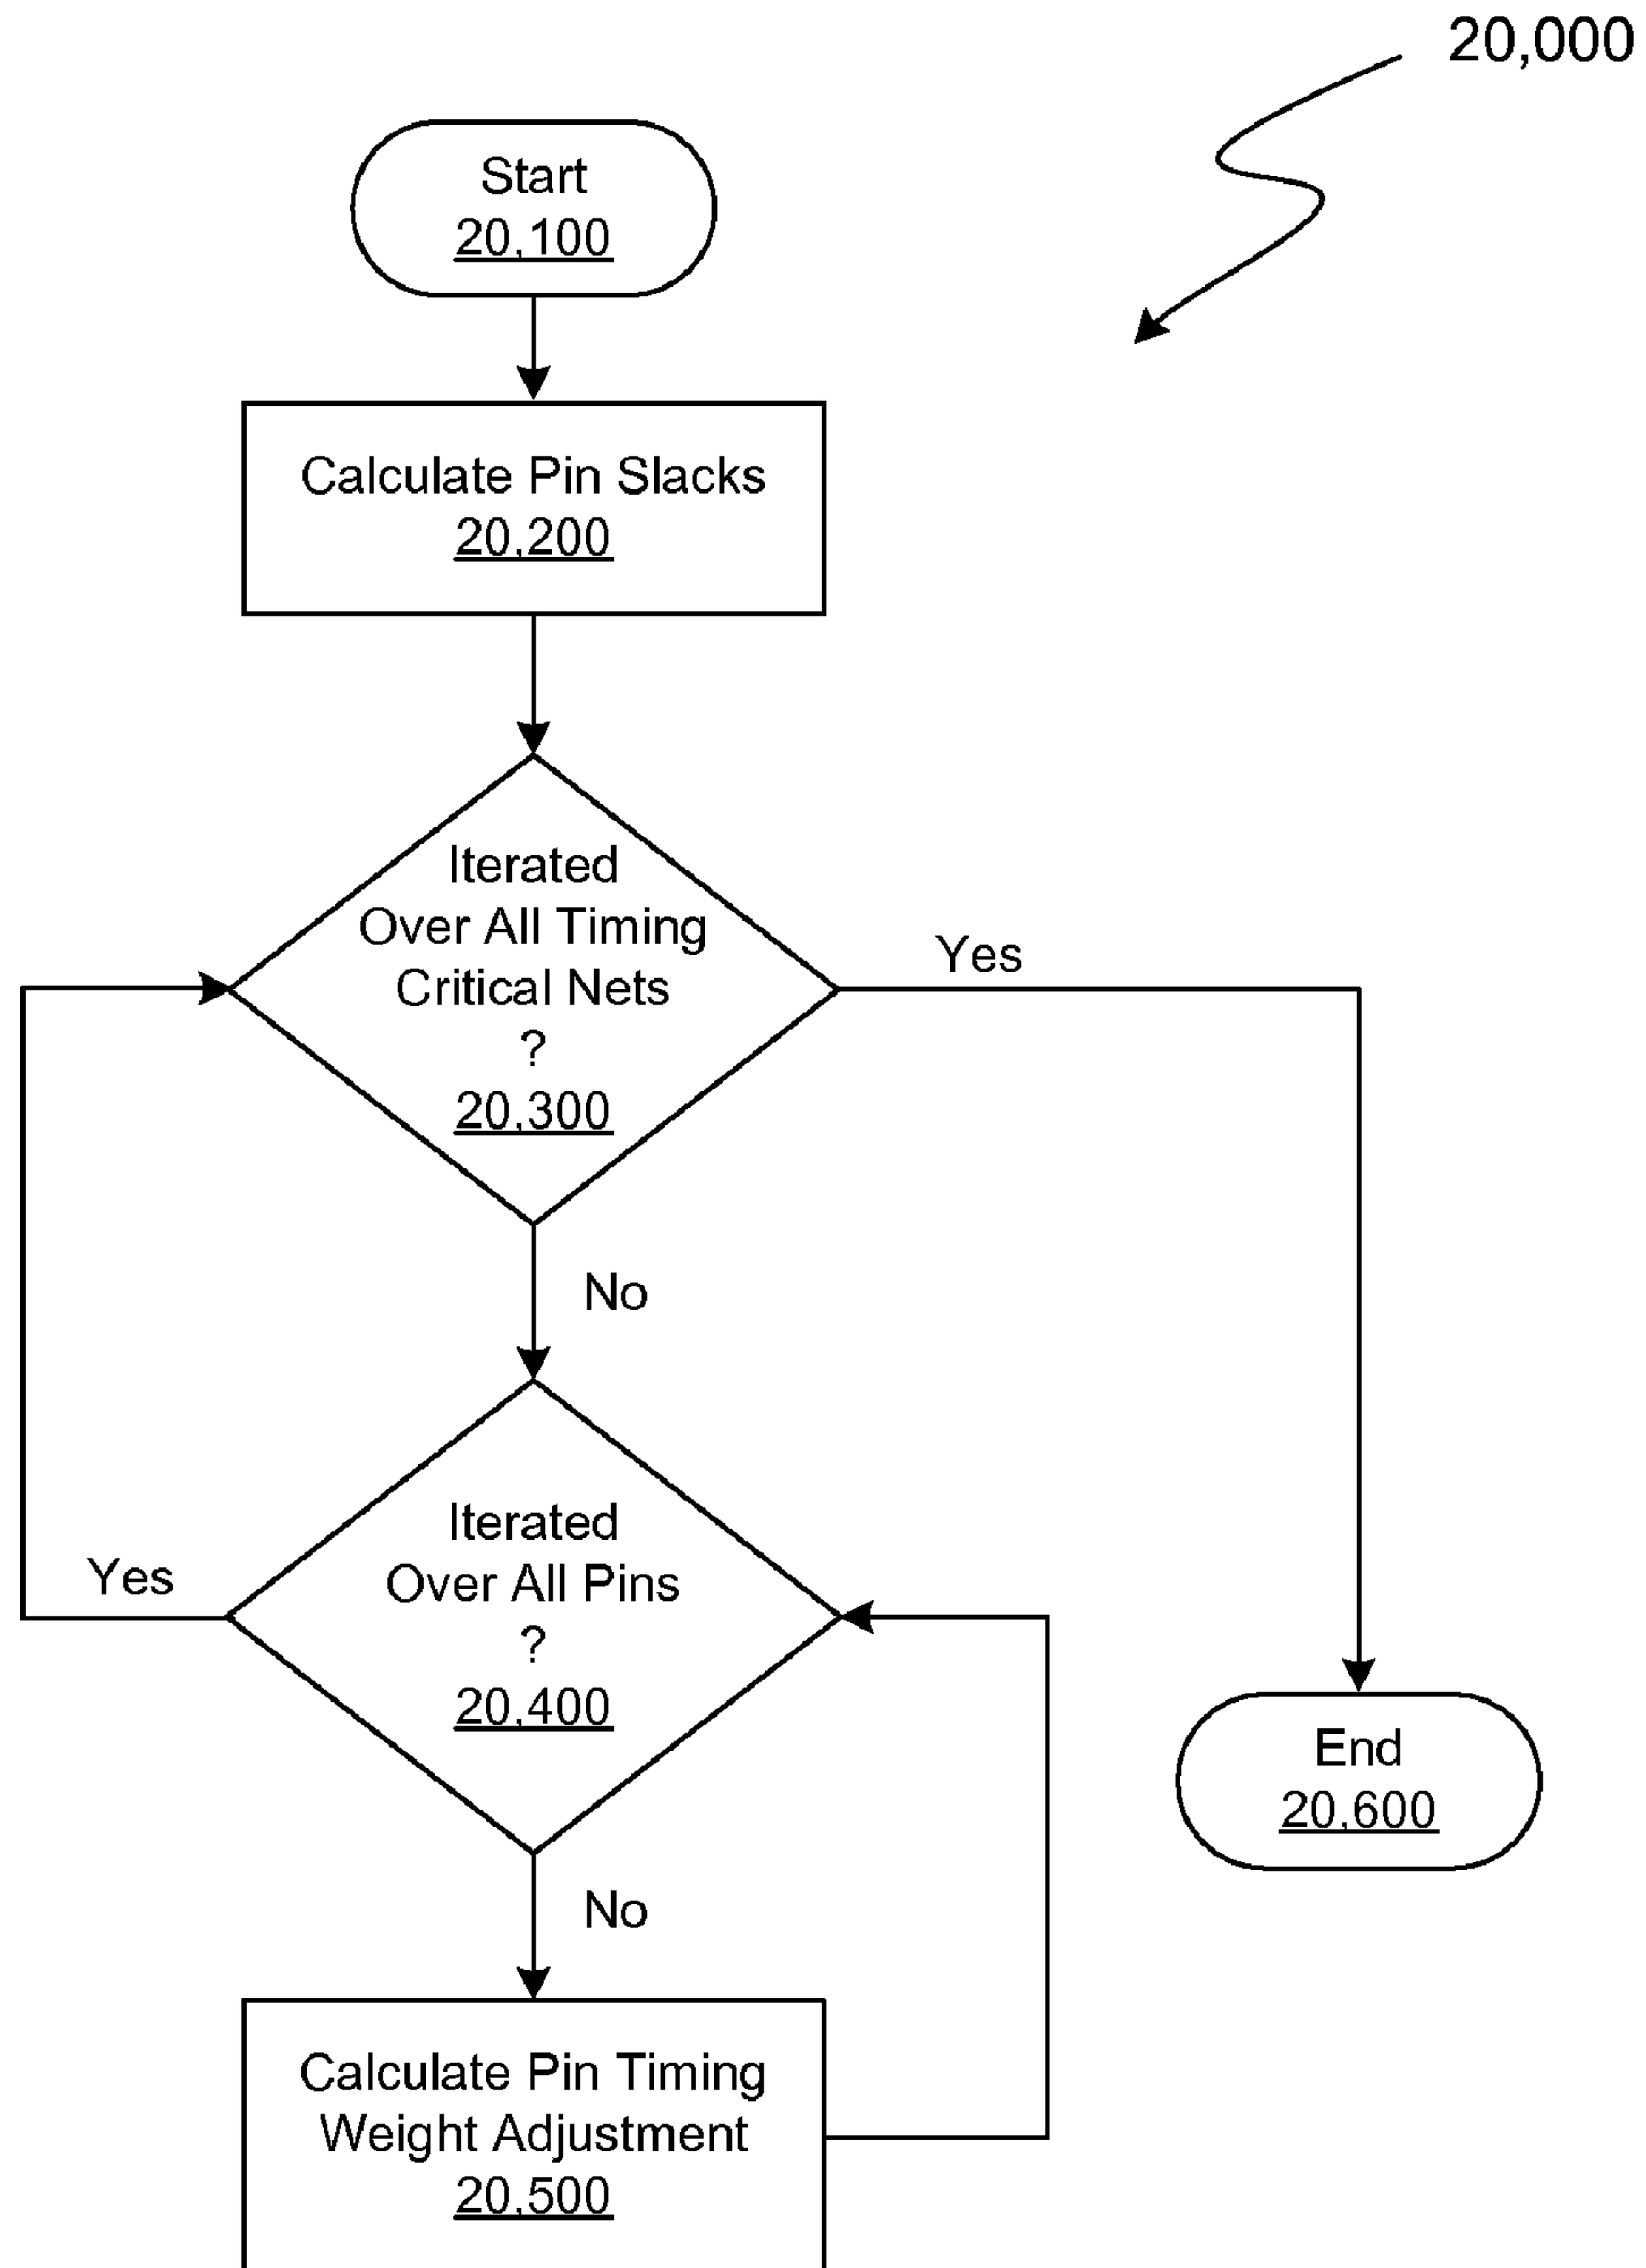 20,000
Start
20,100
Calculate Pin Slacks
20,200
Iterated
Over All Timing
Critical Nets
?
20,300
Yes
No
Iterated
Over All Pins
?
20,400
Yes
No
End
20,600
Calculate Pin Timing
Weight Adjustment
20,500